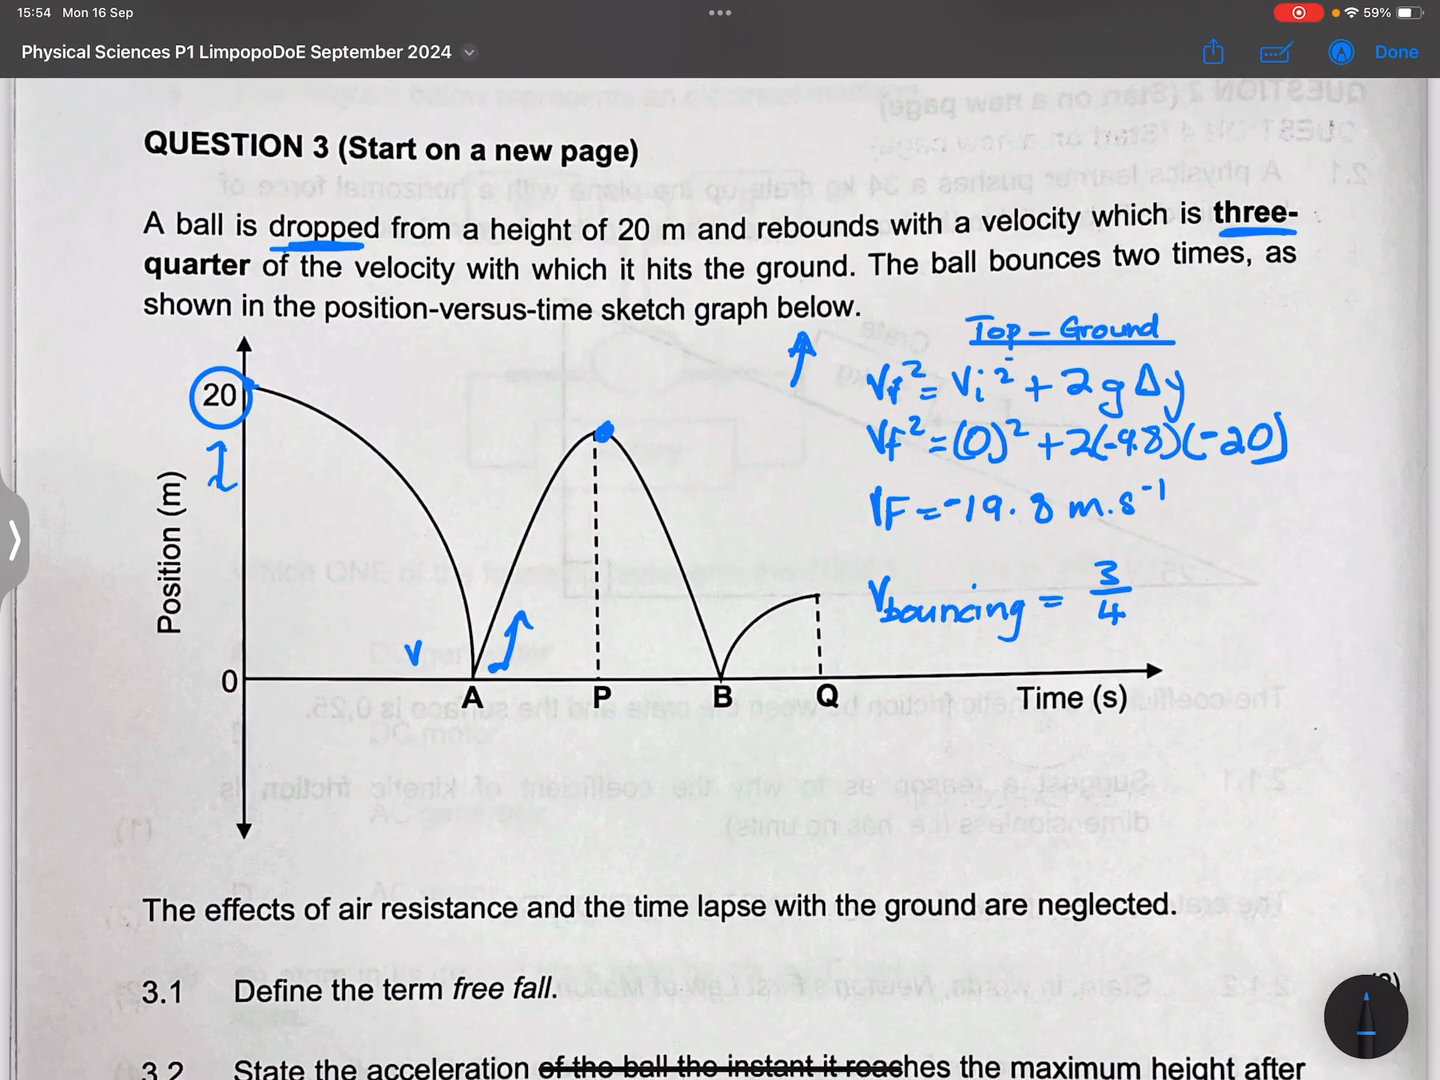 15:54 Mon 16 Sep
59%
Physical Sciences P1 LimpopoDoE September 2024
Done
QUESTION 3 (Start on a new page)
A ball is dropped from a height of 20 m and rebounds with a velocity which is three-
quarter of the velocity with which it hits the ground. The ball bounces two times, as
shown in the position-versus-time sketch graph below.
Top – Ground
Vf² = Vi² + 2gΔy
Vf² = (0)² + 2(-9.8)(-20)
VF = -19.8 m.s⁻¹
Vbouncing = 3/4
20
Position (m)
v
0
A
P
B
Q
Time (s)
The effects of air resistance and the time lapse with the ground are neglected.
3.1 Define the term free fall.
3.2 State the acceleration of the ball the instant it reaches the maximum height after